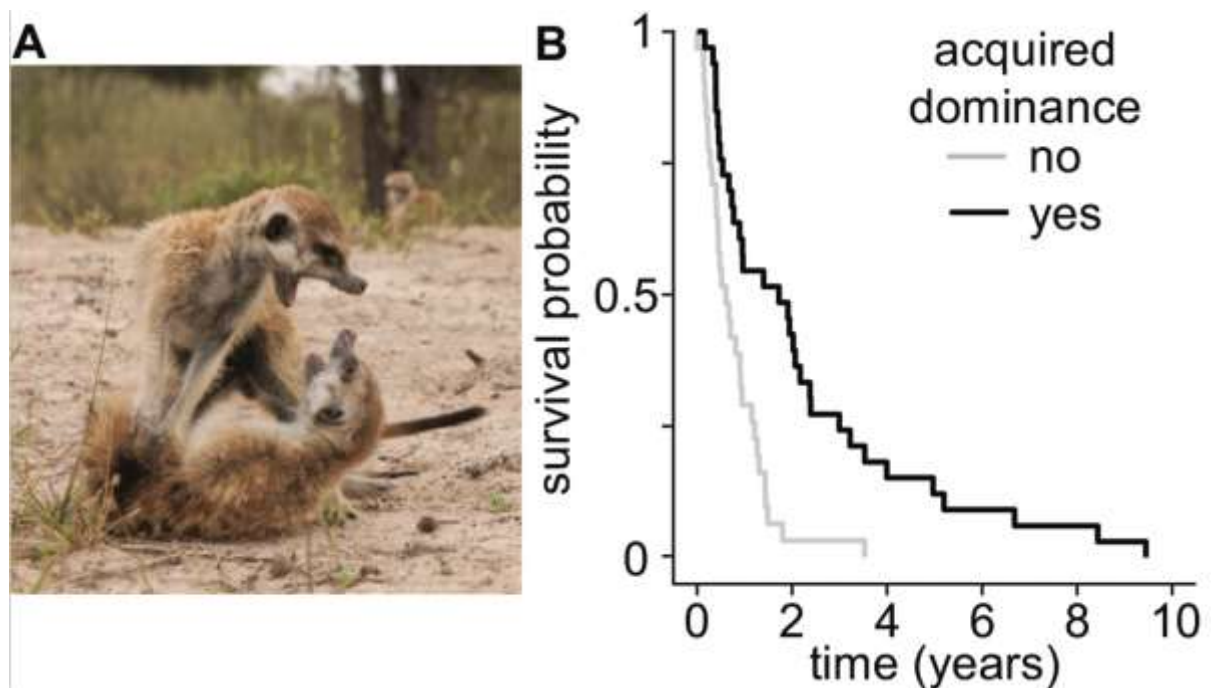 A
B
acquired
dominance
no
yes
survival probability
1
0.5
0
0 2 4 6 8 10
time (years)